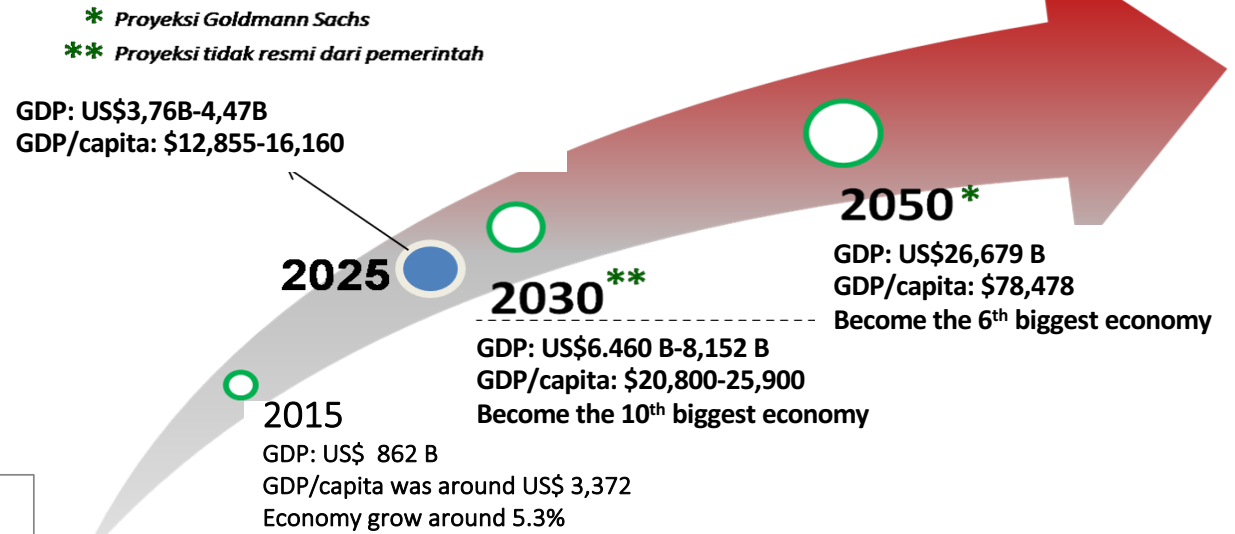 * Proyeksi Goldmann Sachs
** Proyeksi tidak resmi dari pemerintah
GDP: US$3,76B-4,47B
GDP/capita: $12,855-16,160
2025
2050*
GDP: US$26,679 B
GDP/capita: $78,478
Become the 6th biggest economy
2030**
GDP: US$6.460 B-8,152 B
GDP/capita: $20,800-25,900
Become the 10th biggest economy
2015
GDP: US$ 862 B
GDP/capita was around US$ 3,372
Economy grow around 5.3%